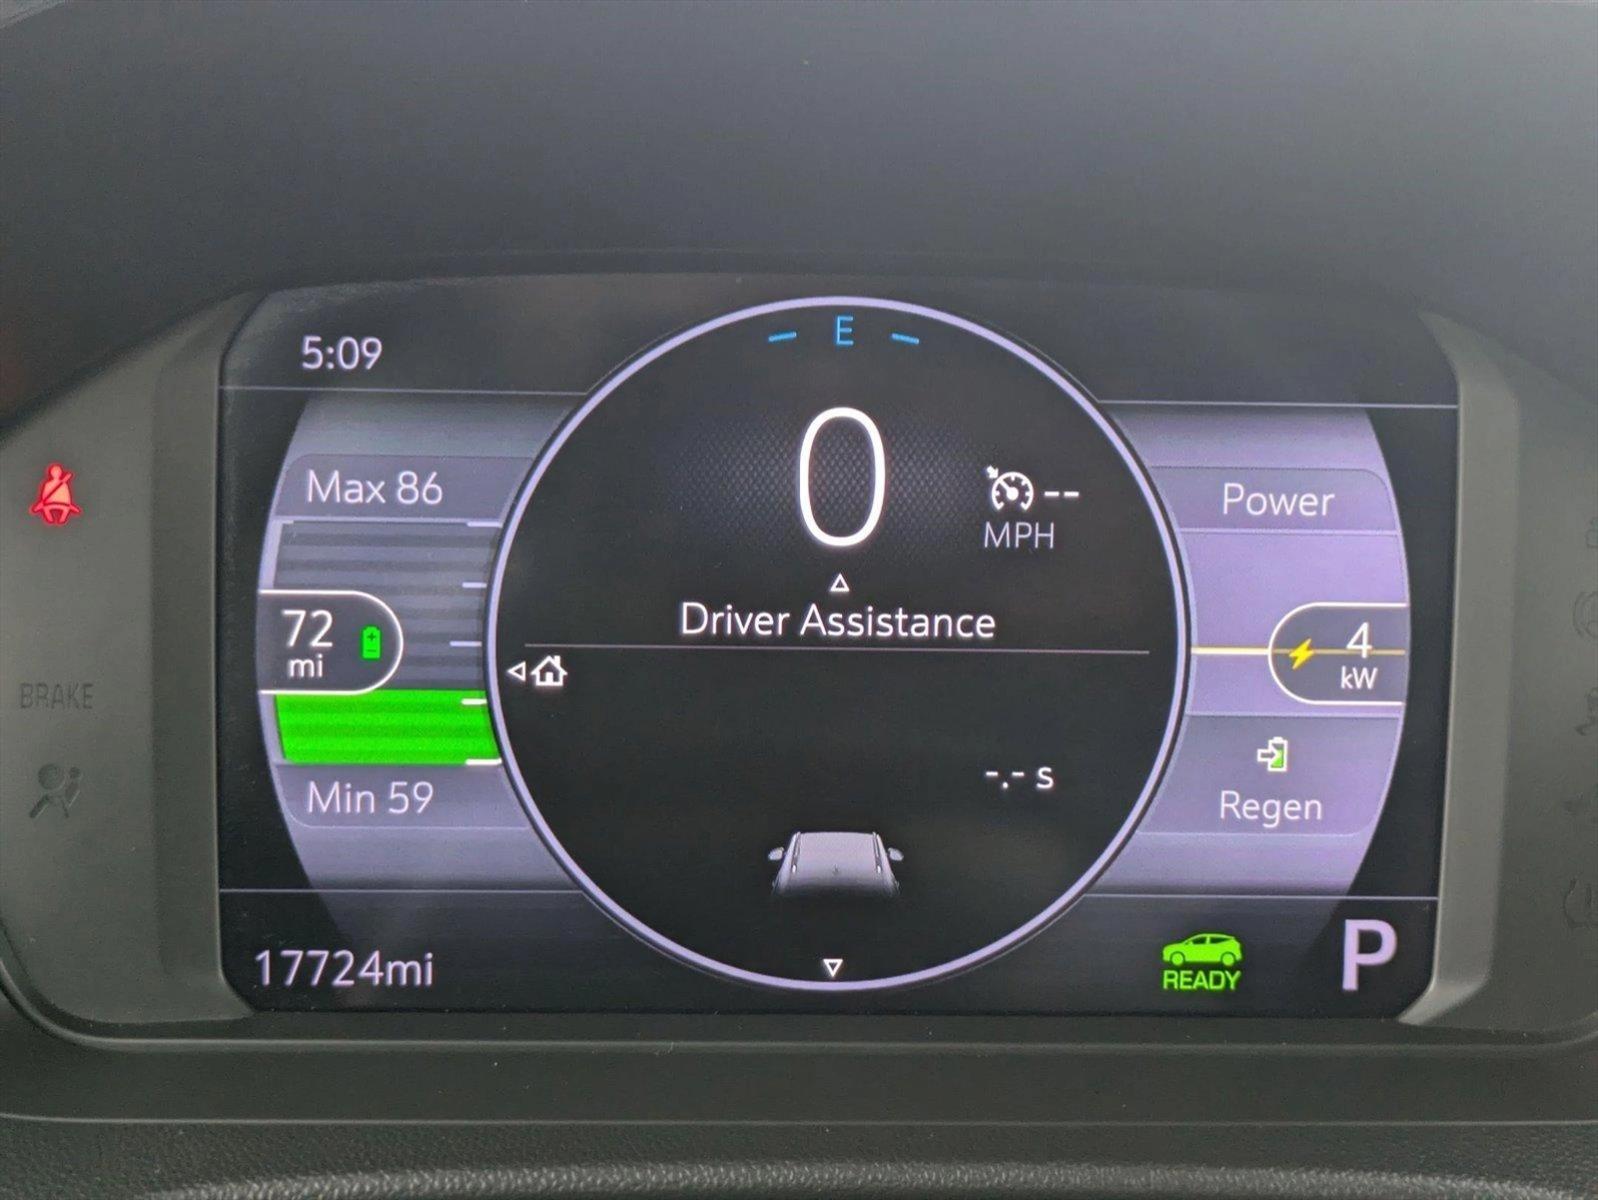 5:09
E
Max 86
0
--
MPH
Power
Driver Assistance
72
mi
4
kW
BRAKE
-.- s
Min 59
Regen
17724mi
READY
P